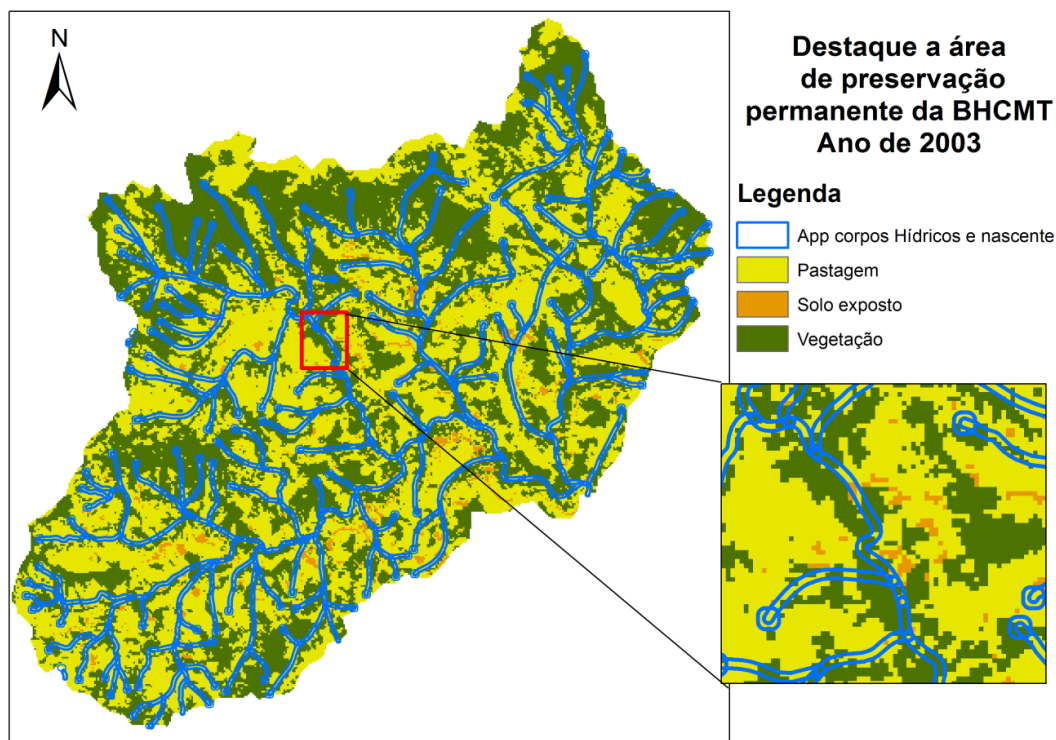 N
Destaque a área
de preservação
permanente da BHCMT
Ano de 2003
Legenda
App corpos Hídricos e nascente
Pastagem
Solo exposto
Vegetação